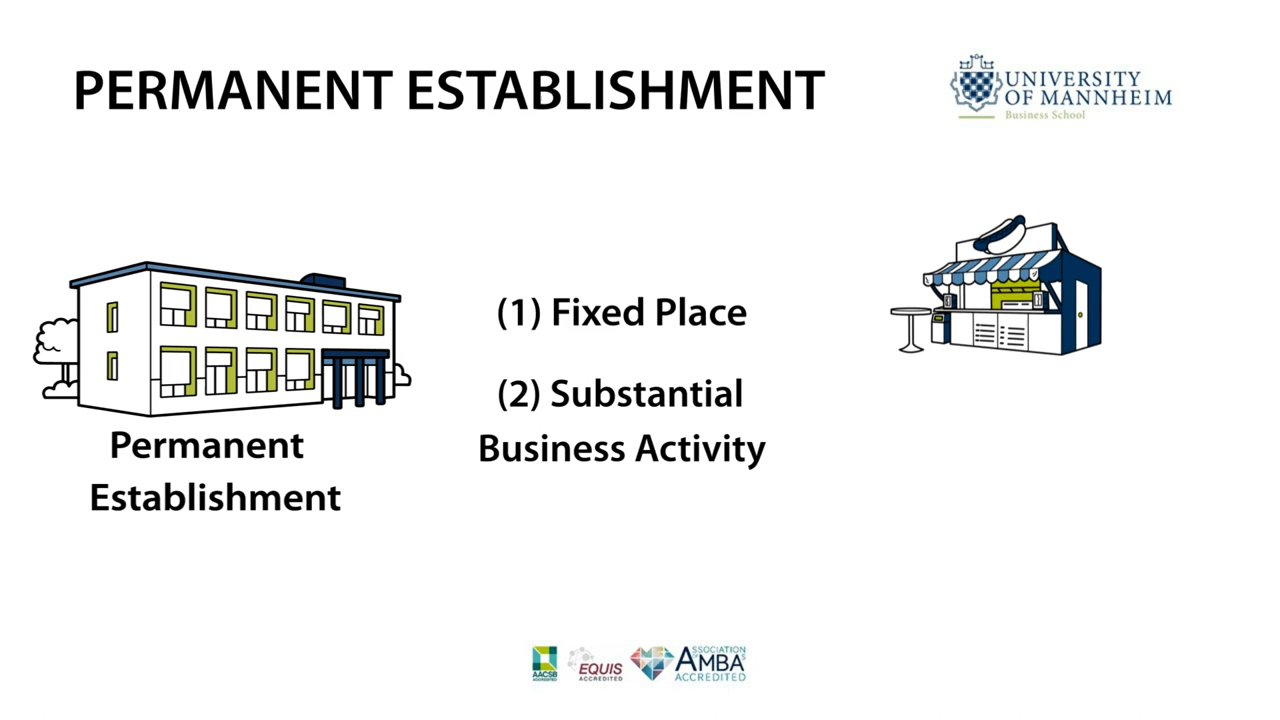 PERMANENT ESTABLISHMENT
UNIVERSITY
OF MANNHEIM
Business School
(1) Fixed Place
(2) Substantial
Business Activity
Permanent
Establishment
AACSB
ACCREDITED
EQUIS
ACCREDITED
ASSOCIATION
AMBA
ACCREDITED